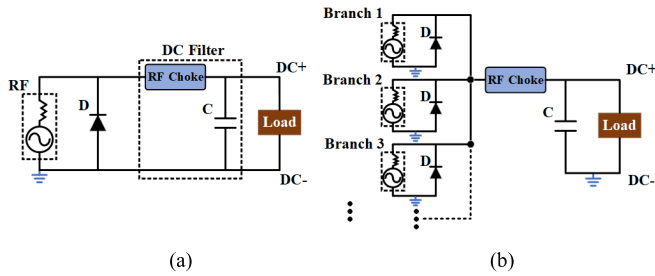 DC Filter
DC+
RF
RF Choke
D
C
Load
DC-
(a)
Branch 1
D
Branch 2
D
RF Choke
DC+
C
Load
Branch 3
D
DC-
(b)